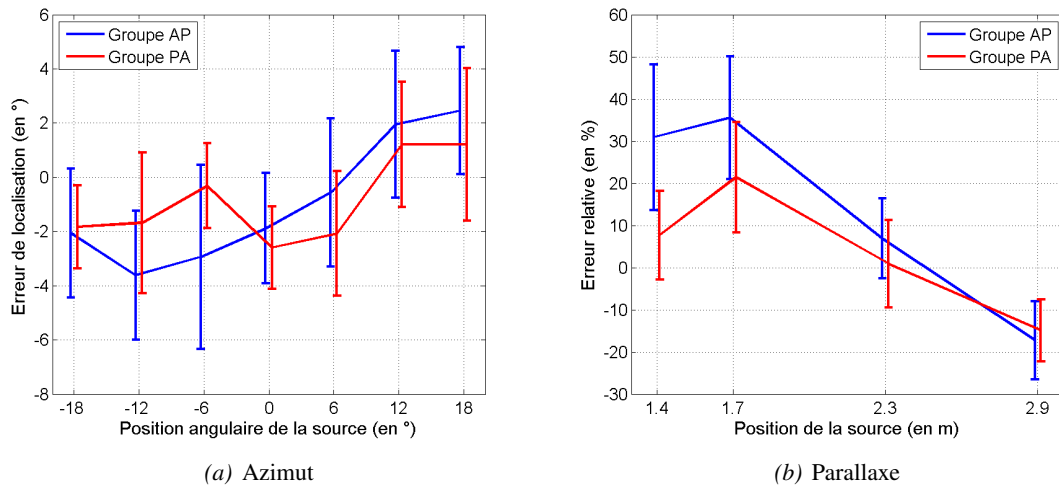 Groupe AP
Groupe PA
6
4
2
0
-2
-4
-6
-8
Erreur de localisation (en °)
-18 -12 -6 0 6 12 18
Position angulaire de la source (en °)
(a) Azimut
Groupe AP
Groupe PA
60
50
40
30
20
10
0
-10
-20
-30
Erreur relative (en %)
1.4 1.7 2.3 2.9
Position de la source (en m)
(b) Parallaxe